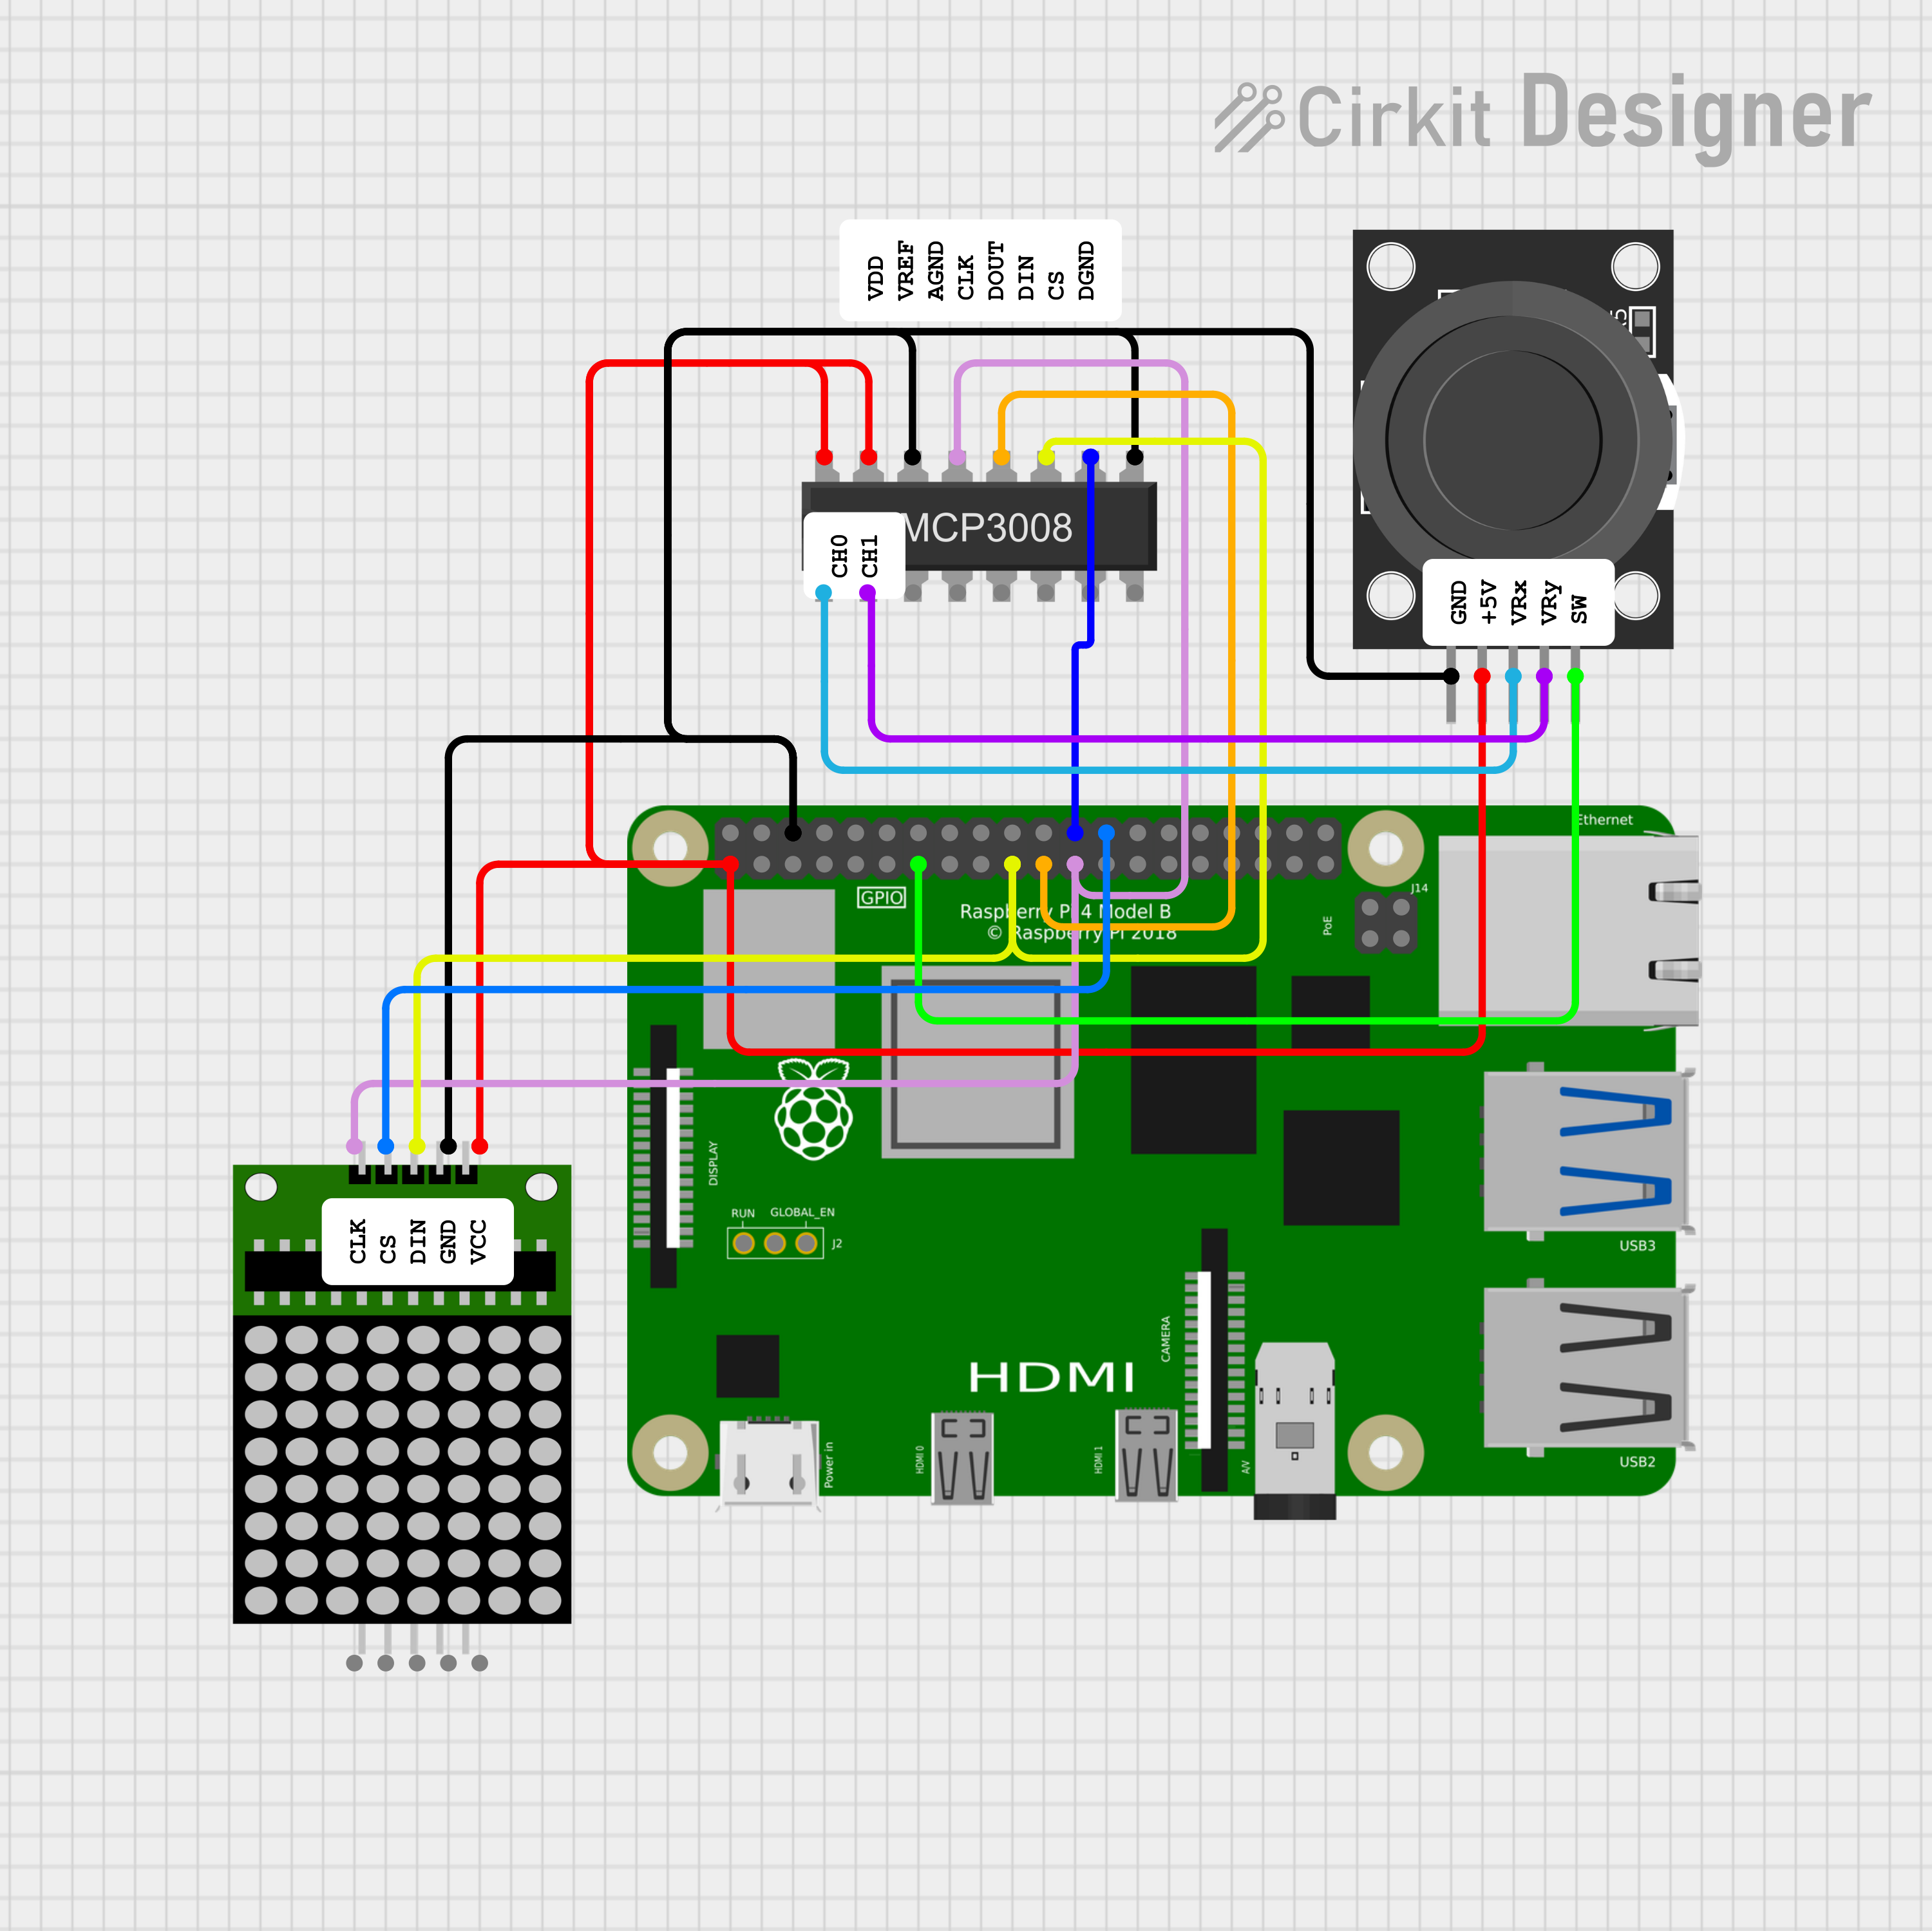 Cirkit Designer
VDD
VREF
AGND
CLK
DOUT
DIN
CS
DGND
MCP3008
CH0
CH1
GND
+5V
VRx
VRy
SW
Ethernet
GPIO
J14
Raspberry Pi 4 Model B
© Raspberry Pi 2018
PoE
DISPLAY
RUN
GLOBAL_EN
J2
CLK
CS
DIN
GND
VCC
USB3
CAMERA
HDMI
Power in
HDMI 0
HDMI 1
A/V
USB2